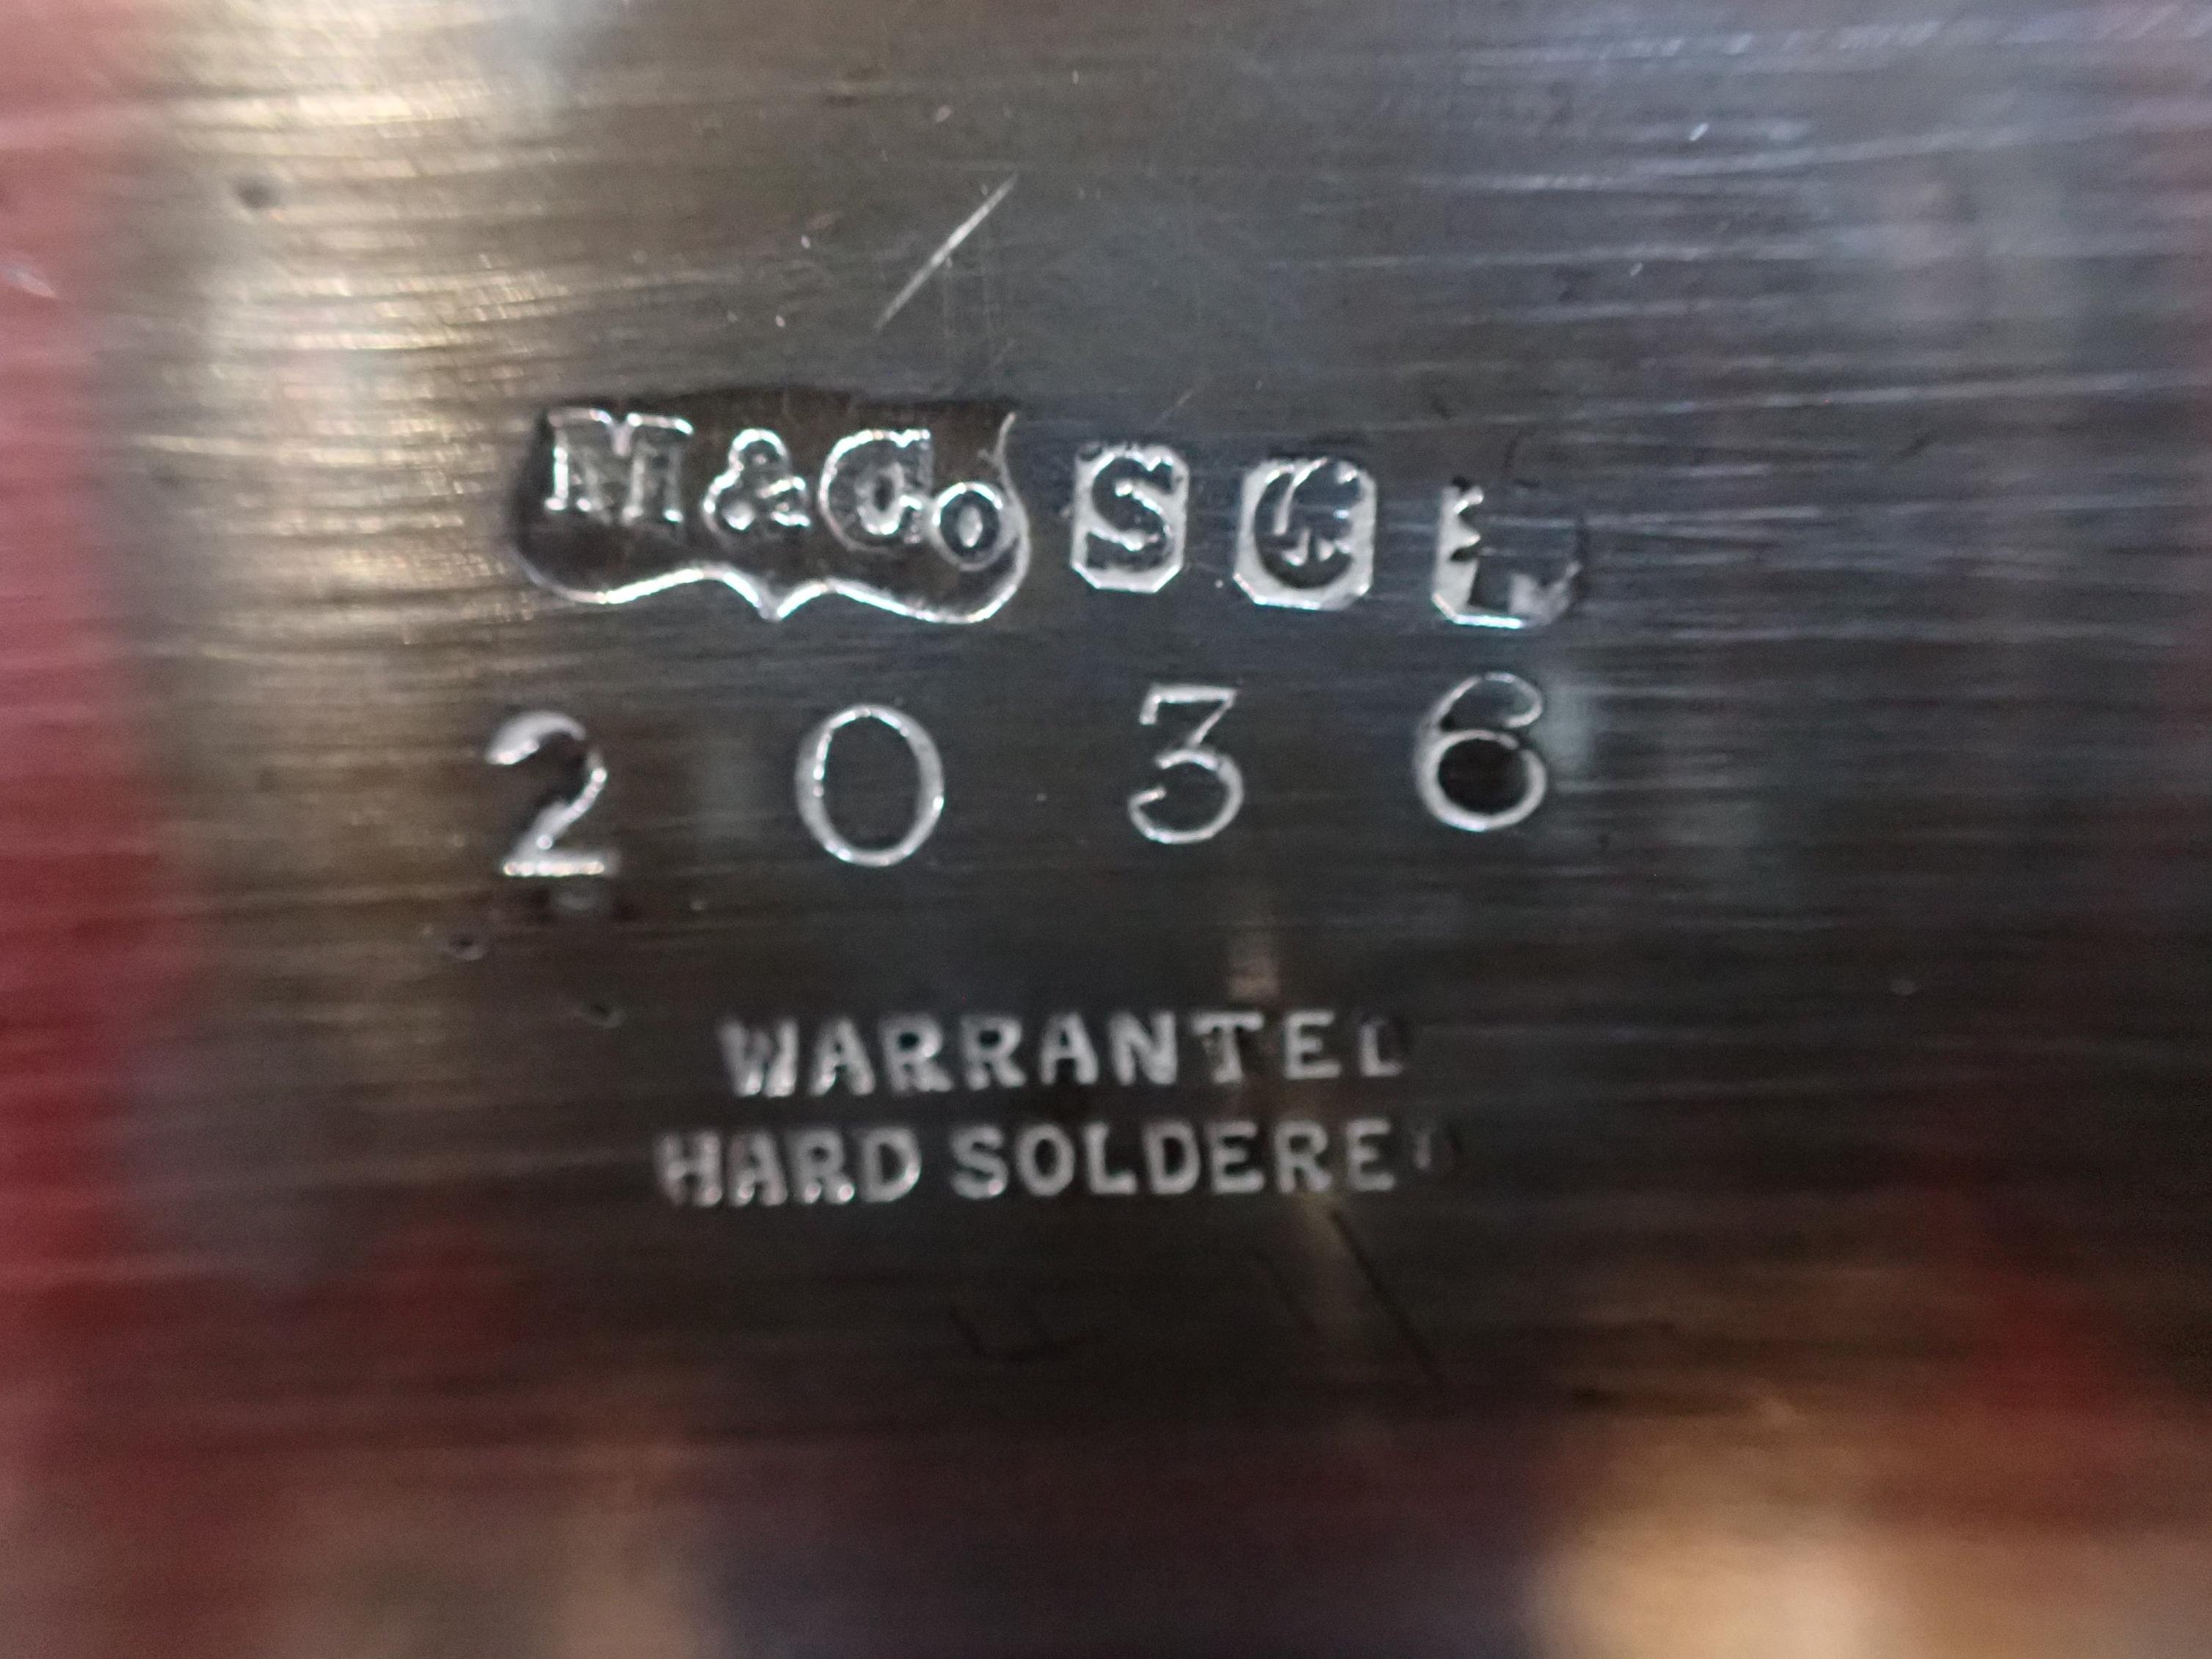 M&Co S G L
2036
WARRANTED
HARD SOLDERED